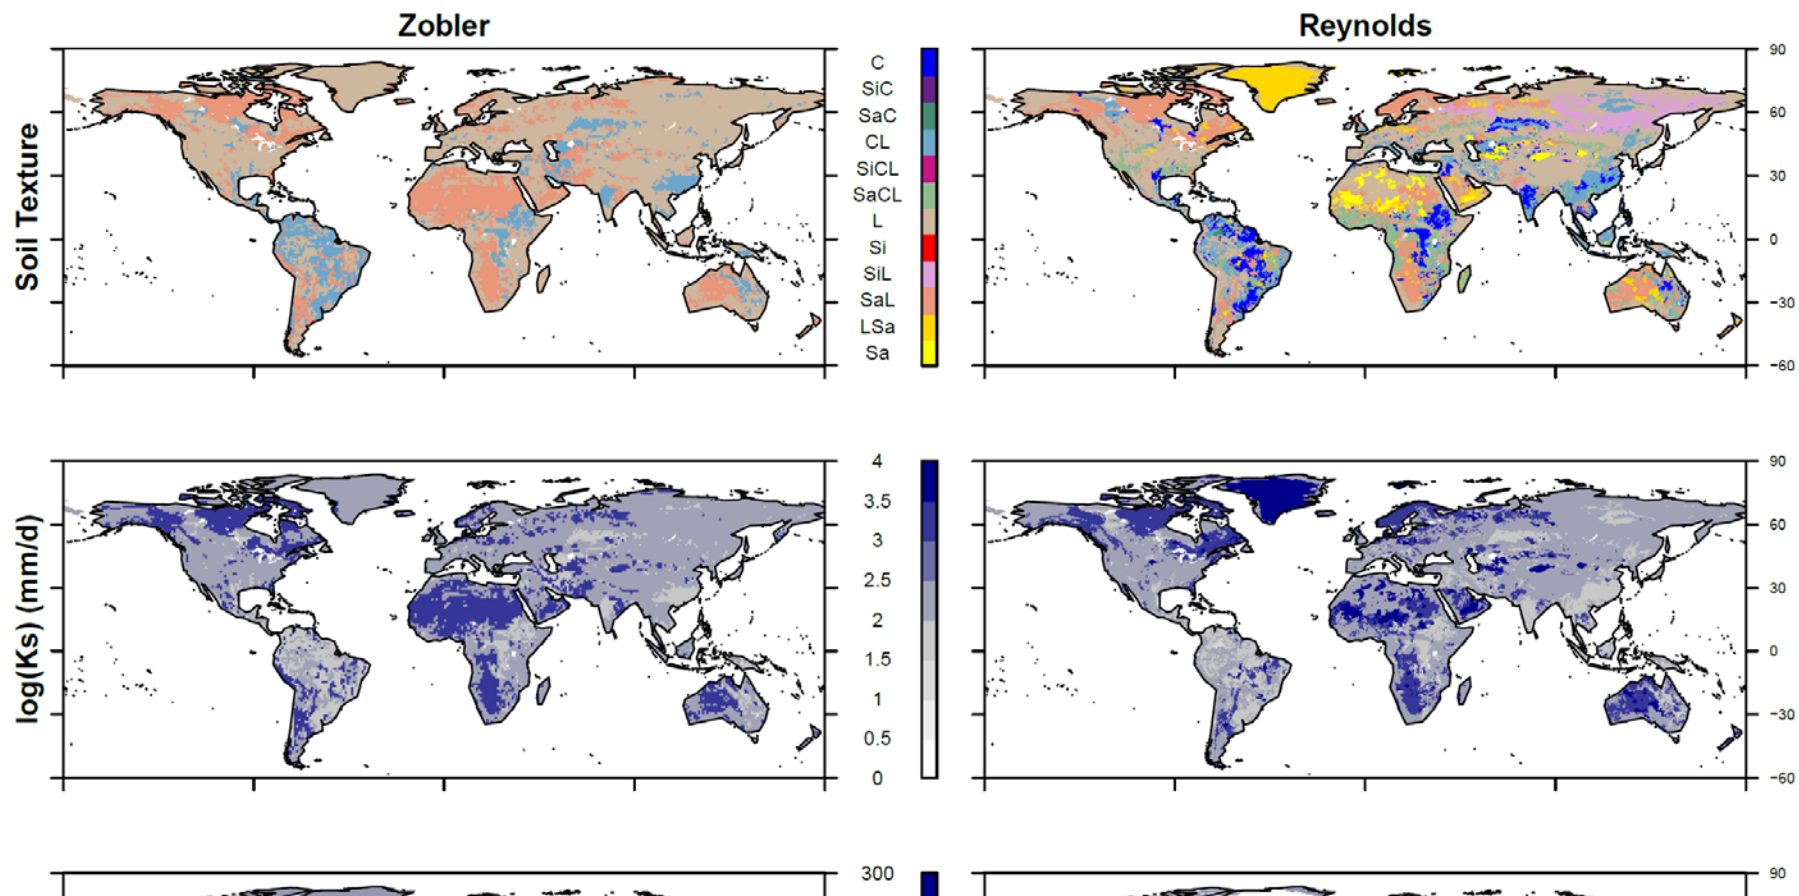 Zobler
Reynolds
Soil Texture
C
SiC
SaC
CL
SiCL
SaCL
L
Si
SiL
SaL
LSa
Sa
90
60
30
0
−30
−60
log(Ks) (mm/d)
4
3.5
3
2.5
2
1.5
1
0.5
0
90
60
30
0
−30
−60
300
90